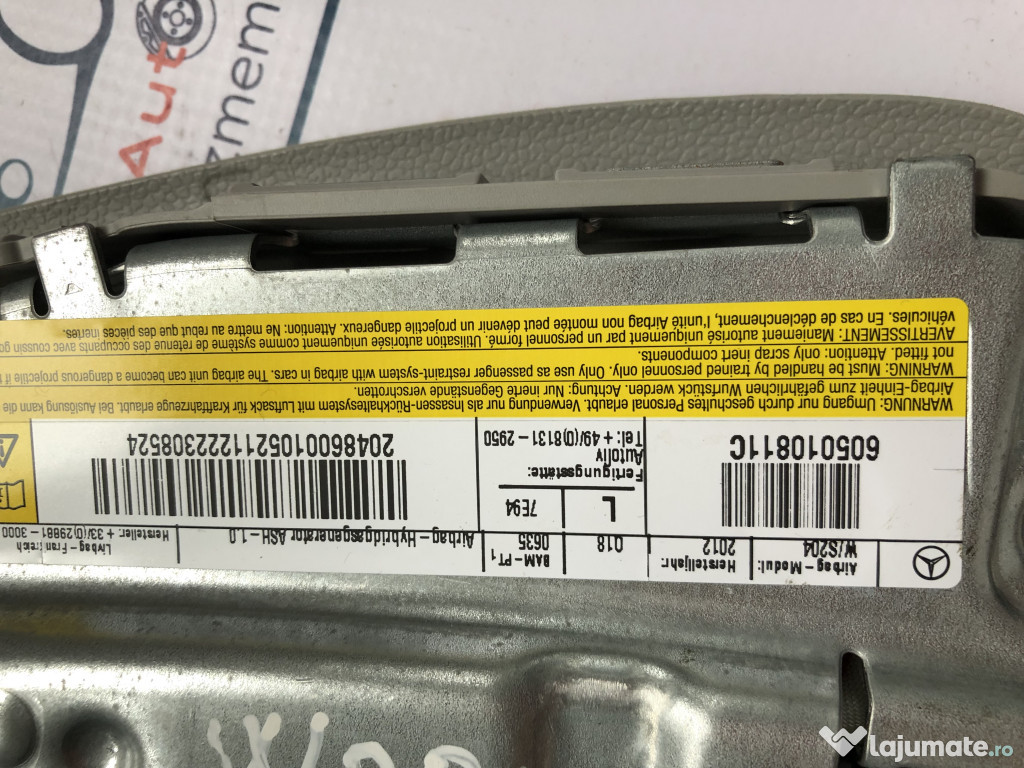 Auto
zmem
Airbag-Modul:
W/S204
Herstelljahr:
2012
Q18
BAM-PT1
0635
Airbag-Hybridgasgenerator ASH-1.0
Livbag-Frankreich
Hersteller: +33/(0)29881-3000
605010811C
L 7E94
Fertigungsstätte:
Autoliv
Tel: +49/(0)8131-2950
20486001052112222308524
WARNUNG: Umgang nur durch geschultes Personal erlaubt. Verwendung nur als Insassen-Rückhaltesystem mit Luftsack für Kraftfahrzeuge erlaubt. Bei Auslösung kann die
Airbag-Einheit zum gefährlichen Wurfstück werden. Achtung: Nur inerte Gegenstände verschrotten.
WARNING: Must be handled by trained personnel only. Only use as passenger restraint-system with airbag in cars. The airbag unit can become a dangerous projectile if
not fitted. Attention: only scrap inert components.
AVERTISSEMENT: Maniement autorisé uniquement par un personnel formé. Utilisation autorisée uniquement comme système de retenue des occupants avec coussin
véhicules. En cas de déclenchement, l'unité Airbag non montée peut devenir un projectile dangereux. Attention: Ne mettre au rebut que des pièces inertes.
lajumate.ro